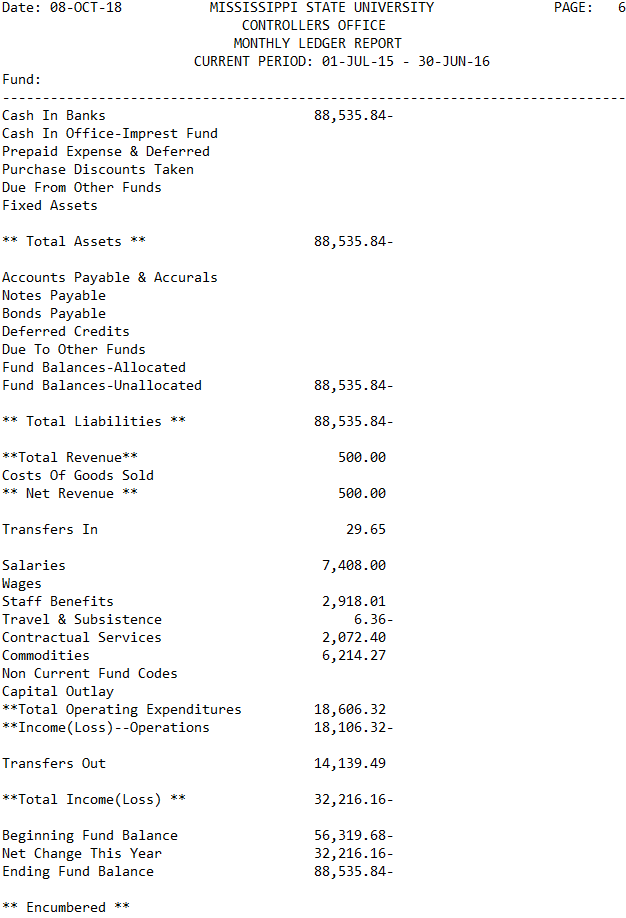 Date: 08-OCT-18 MISSISSIPPI STATE UNIVERSITY PAGE: 6
CONTROLLERS OFFICE
MONTHLY LEDGER REPORT
CURRENT PERIOD: 01-JUL-15 - 30-JUN-16
Fund:
------------------------------------------------------------------------------
Cash In Banks 88,535.84-
Cash In Office-Imprest Fund
Prepaid Expense & Deferred
Purchase Discounts Taken
Due From Other Funds
Fixed Assets
** Total Assets ** 88,535.84-
Accounts Payable & Accurals
Notes Payable
Bonds Payable
Deferred Credits
Due To Other Funds
Fund Balances-Allocated
Fund Balances-Unallocated 88,535.84-
** Total Liabilities ** 88,535.84-
**Total Revenue** 500.00
Costs Of Goods Sold
** Net Revenue ** 500.00
Transfers In 29.65
Salaries 7,408.00
Wages
Staff Benefits 2,918.01
Travel & Subsistence 6.36-
Contractual Services 2,072.40
Commodities 6,214.27
Non Current Fund Codes
Capital Outlay
**Total Operating Expenditures 18,606.32
**Income(Loss)--Operations 18,106.32-
Transfers Out 14,139.49
**Total Income(Loss) ** 32,216.16-
Beginning Fund Balance 56,319.68-
Net Change This Year 32,216.16-
Ending Fund Balance 88,535.84-
** Encumbered **